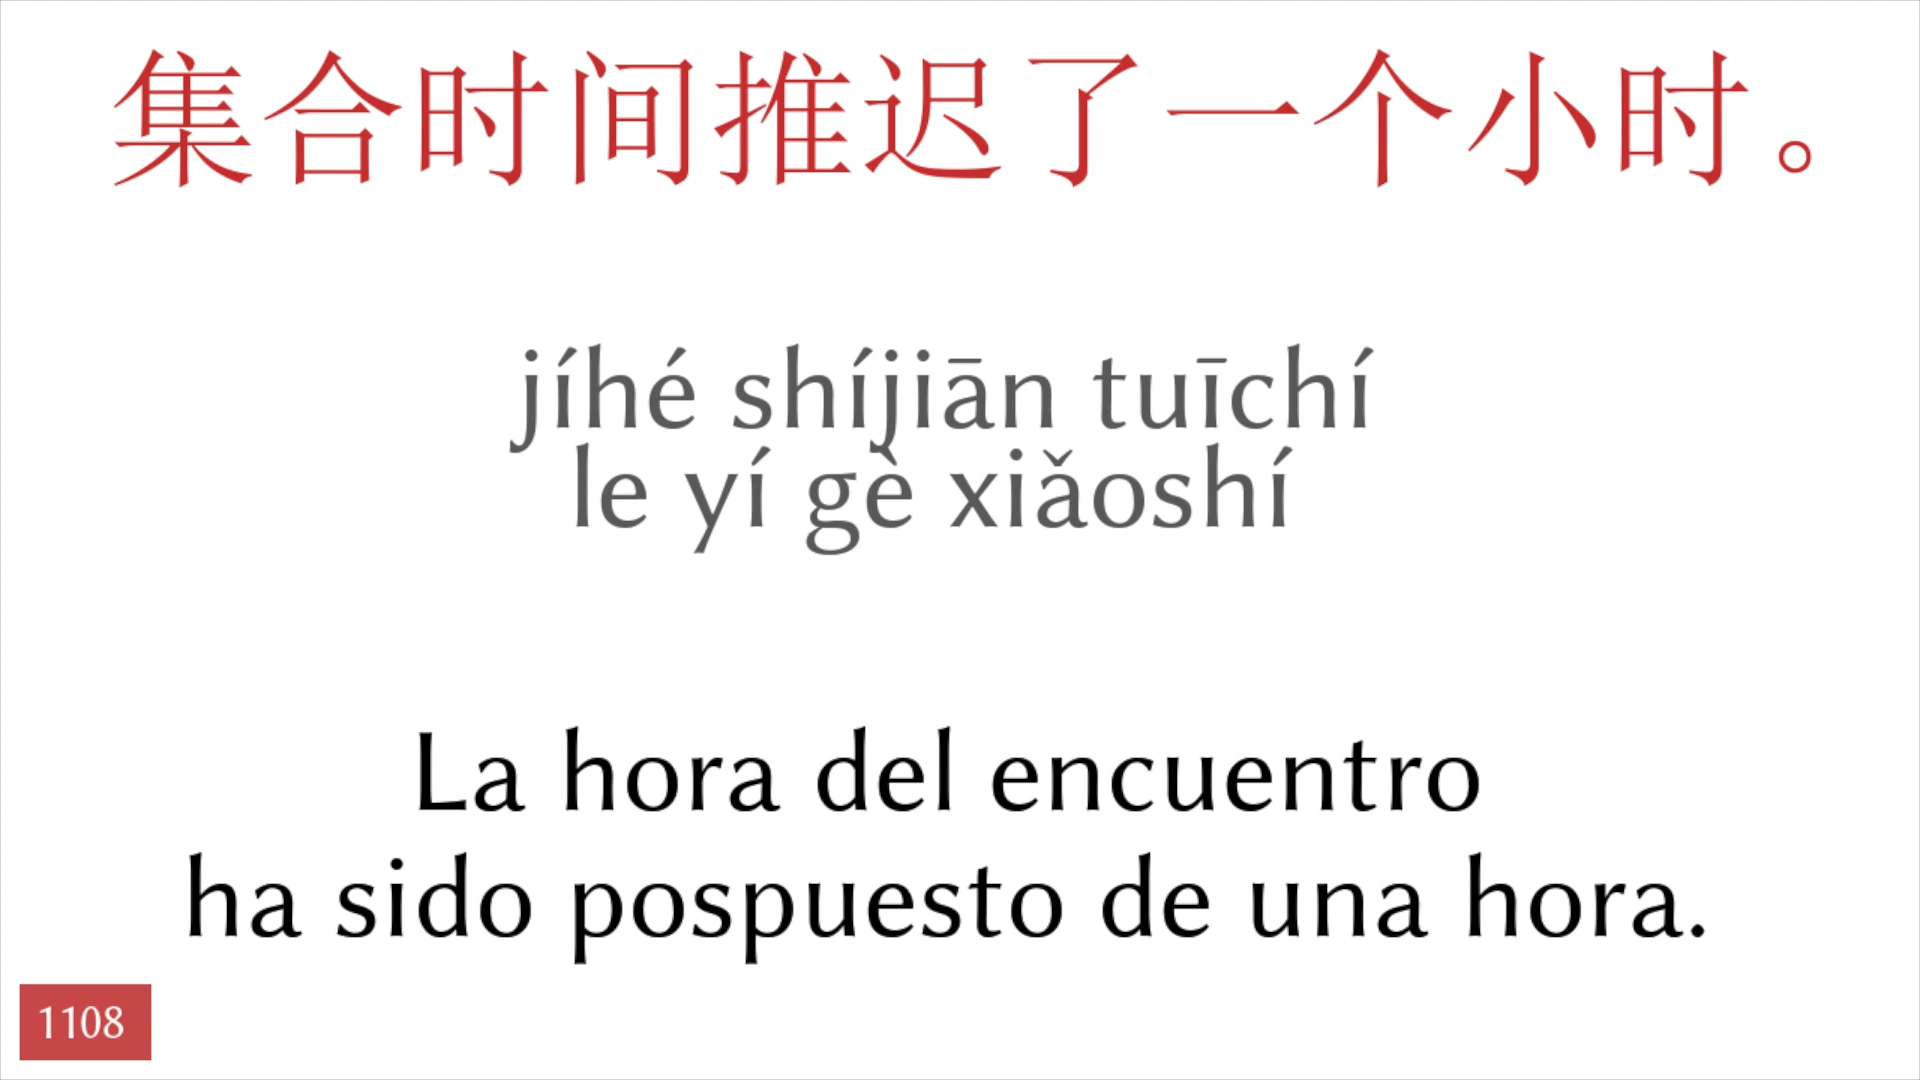 集合时间推迟了一个小时。
jíhé shíjiān tuīchí
le yí gè xiǎoshí
La hora del encuentro
ha sido pospuesto de una hora.
1108